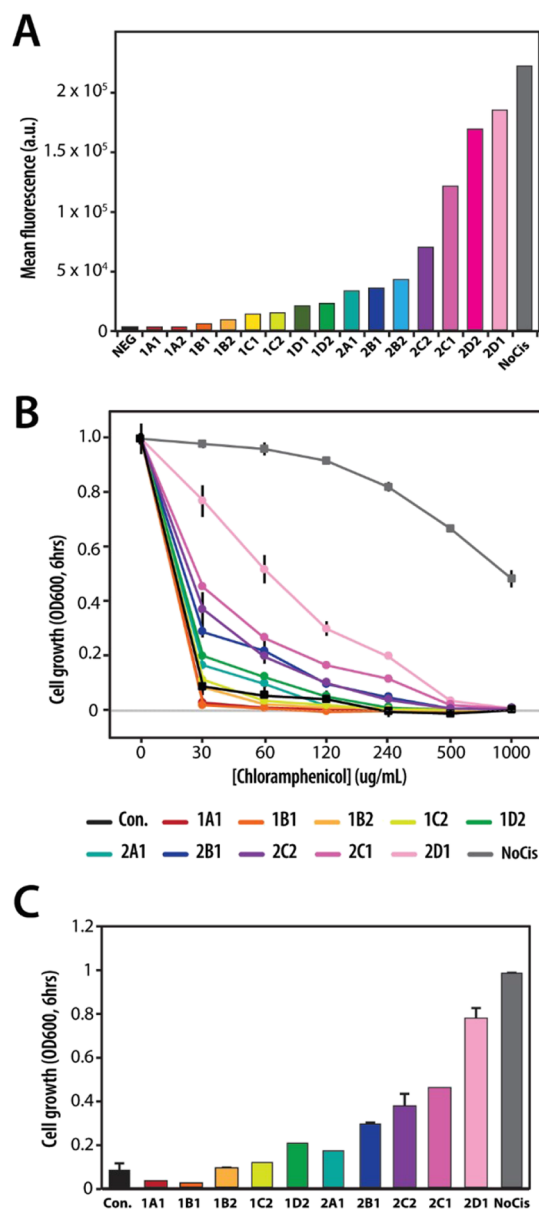 A
Mean fluorescence (a.u.)
2 x 10⁵
1.5 x 10⁵
1 x 10⁵
5 x 10⁴
0
NEG 1A1 1A2 1B1 1B2 1C1 1C2 1D1 1D2 2A1 2B1 2B2 2C2 2C1 2D2 2D1 NoCis
B
Cell growth (OD600, 6hrs)
1.0
0.8
0.6
0.4
0.2
0
0 30 60 120 240 500 1000
[Chloramphenicol] (ug/mL)
Con. 1A1 1B1 1B2 1C2 1D2
2A1 2B1 2C2 2C1 2D1 NoCis
C
Cell growth (OD600, 6hrs)
1.2
1
0.8
0.6
0.4
0.2
0
Con. 1A1 1B1 1B2 1C2 1D2 2A1 2B1 2C2 2C1 2D1 NoCis